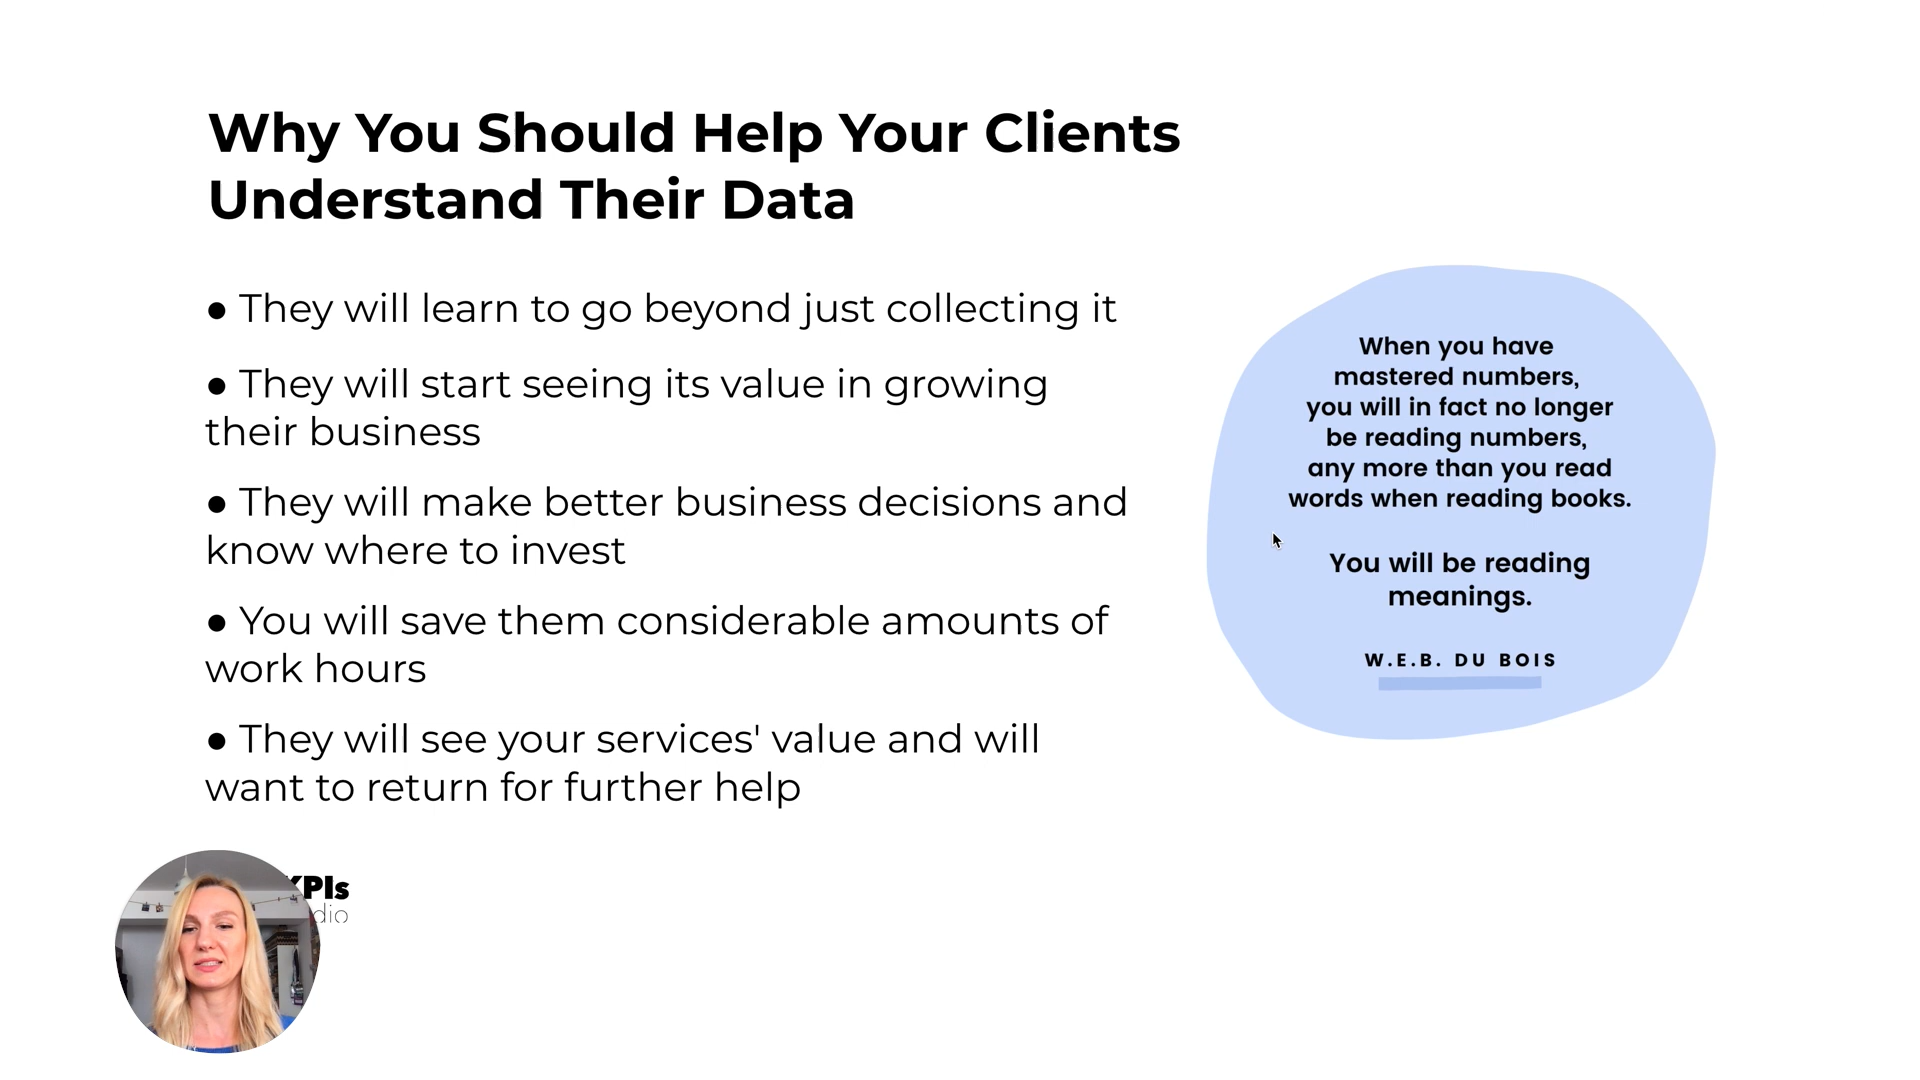 Why You Should Help Your Clients
Understand Their Data
● They will learn to go beyond just collecting it
● They will start seeing its value in growing
their business
● They will make better business decisions and
know where to invest
● You will save them considerable amounts of
work hours
● They will see your services' value and will
want to return for further help
When you have
mastered numbers,
you will in fact no longer
be reading numbers,
any more than you read
words when reading books.
You will be reading
meanings.
W.E.B. DU BOIS
KPIs